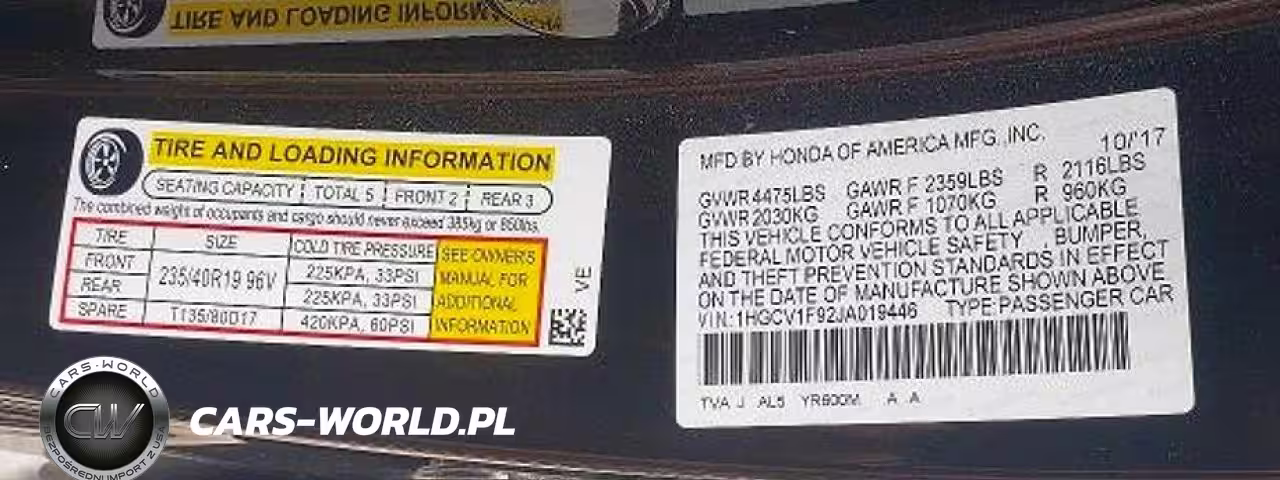 TIRE AND LOADING INFORM
TIRE AND LOADING INFORMATION
SEATING CAPACITY TOTAL 5 FRONT 2 REAR 3
The combined weight of occupants and cargo should never exceed 385kg or 850lbs.
TIRE SIZE COLD TIRE PRESSURE SEE OWNER'S
FRONT 235/40R19 96V 225KPA, 33PSI MANUAL FOR
REAR 225KPA, 33PSI ADDITIONAL
SPARE T135/80D17 420KPA, 60PSI INFORMATION
VE
MFD BY HONDA OF AMERICA MFG.,INC. 10/'17
GVWR 4475LBS GAWR F 2359LBS R 2116LBS
GVWR 2030KG GAWR F 1070KG R 960KG
THIS VEHICLE CONFORMS TO ALL APPLICABLE
FEDERAL MOTOR VEHICLE SAFETY , BUMPER,
AND THEFT PREVENTION STANDARDS IN EFFECT
ON THE DATE OF MANUFACTURE SHOWN ABOVE.
VIN:1HGCV1F92JA019446 TYPE:PASSENGER CAR
TVA J AL5 YR600M A A
CARS-WORLD
CW
BEZPOŚREDNI IMPORT Z USA
CARS-WORLD.PL